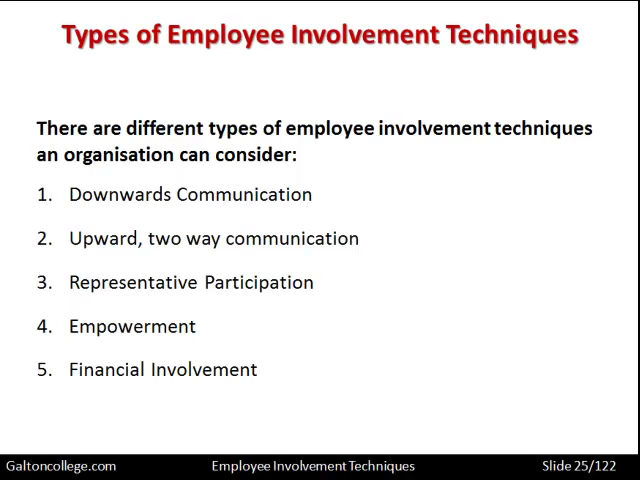 Types of Employee Involvement Techniques
There are different types of employee involvement techniques
an organisation can consider:
1. Downwards Communication
2. Upward, two way communication
3. Representative Participation
4. Empowerment
5. Financial Involvement
Galtoncollege.com Employee Involvement Techniques Slide 25/122